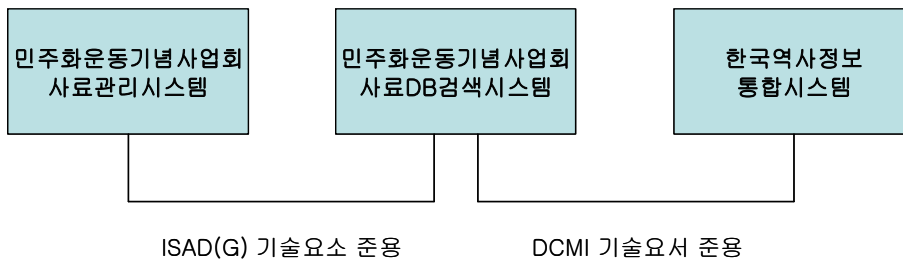 민주화운동기념사업회
사료관리시스템
민주화운동기념사업회
사료DB검색시스템
한국역사정보
통합시스템
ISAD(G) 기술요소 준용
DCMI 기술요서 준용